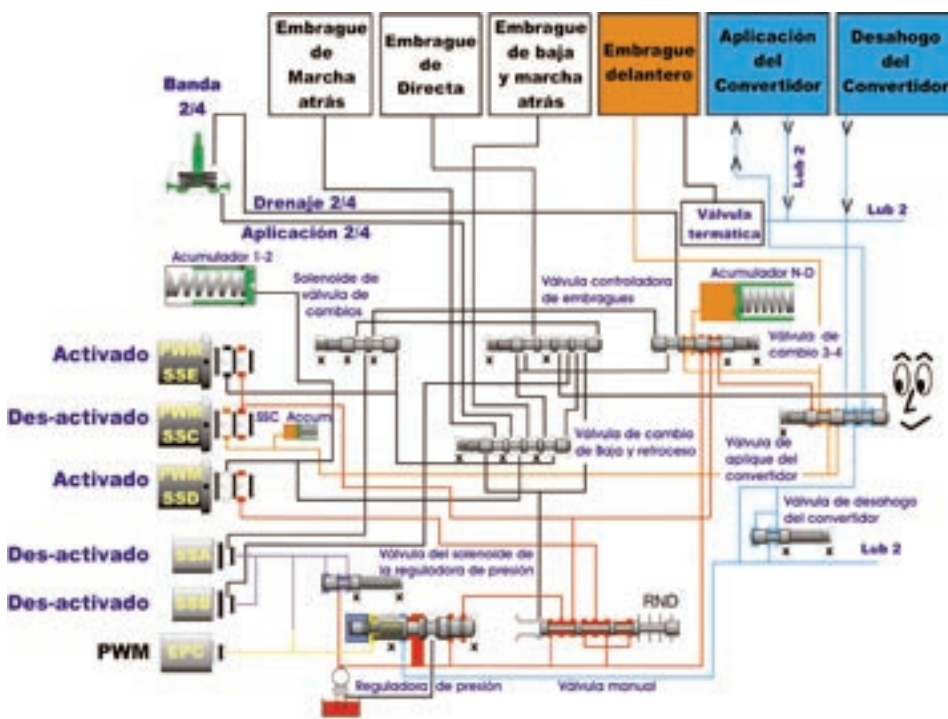 Embrague
de
Marcha
atrás
Embrague
de
Directa
Embrague
de baja
y marcha
atrás
Embrague
delantero
Aplicación
del
Convertidor
Desahogo
del
Convertidor
Banda
2/4
Lub 2
Lub 2
Drenaje 2/4
Válvula
termática
Aplicación 2/4
Acumulador 1-2
Solenoide de
válvula de
cambios
Válvula controladora
de embragues
Acumulador N-D
Válvula de
cambio 3-4
Activado
PWM
SSE
Des-activado
PWM
SSC
SSC Accum
Válvula de cambio
de Baja y retroceso
Válvula de
aplique del
convertidor
Activado
PWM
SSD
Válvula de desahogo
del convertidor
Des-activado
SSA
Válvula del solenoide de
la reguladora de presión
Lub 2
Des-activado
SSB
RND
PWM
EPC
Reguladora de presión
Válvula manual